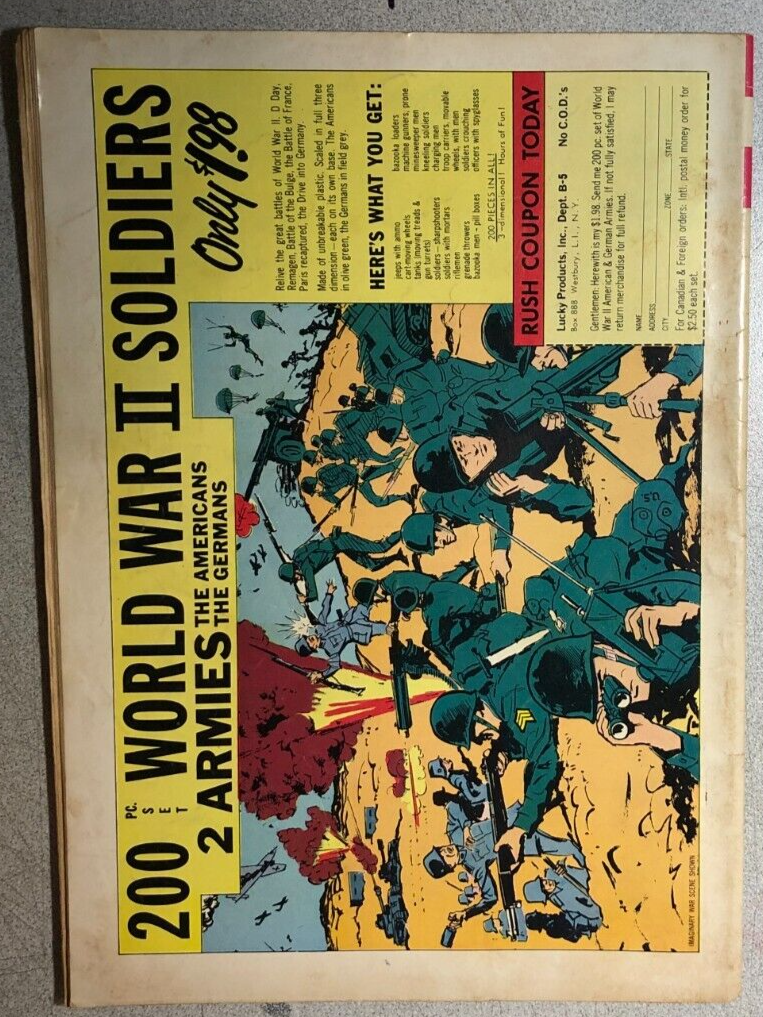 200 PC. SET WORLD WAR II SOLDIERS
2 ARMIES THE AMERICANS
THE GERMANS
Only $1.98
Relive the great battles of World War II. D Day,
Remagen, Battle of the Bulge, the Battle of France,
Paris recaptured, the Drive into Germany.
Made of unbreakable plastic. Scaled in full three
dimension—each on its own base. The Americans
in olive green, the Germans in field grey.
HERE'S WHAT YOU GET:
jeeps with ammo
cart moving wheels
tanks (moving treads &
gun turrets)
soldiers—sharpshooters
soldiers with mortars
riflemen
grenade throwers
bazooka men - pill boxes
bazooka loaders
machine gunners; prone
minesweeper men
kneeling soldiers
charging men
troop carriers, movable
wheels, with men
soldiers crouching
officers with spyglasses
200 PIECES IN ALL!
3-dimensional! Hours of Fun!
RUSH COUPON TODAY
Lucky Products, Inc., Dept. B-5 No C.O.D.'s
Box 888 Westbury, L.I., N.Y.
Gentlemen: Herewith is my $1.98. Send me 200 pc. set of World
War II American & German Armies. If not fully satisfied, I may
return merchandise for full refund.
NAME
ADDRESS
CITY ZONE STATE
For Canadian & Foreign orders: Intl. postal money order for
$2.50 each set.
U.S.
IMAGINARY WAR SCENE SHOWN